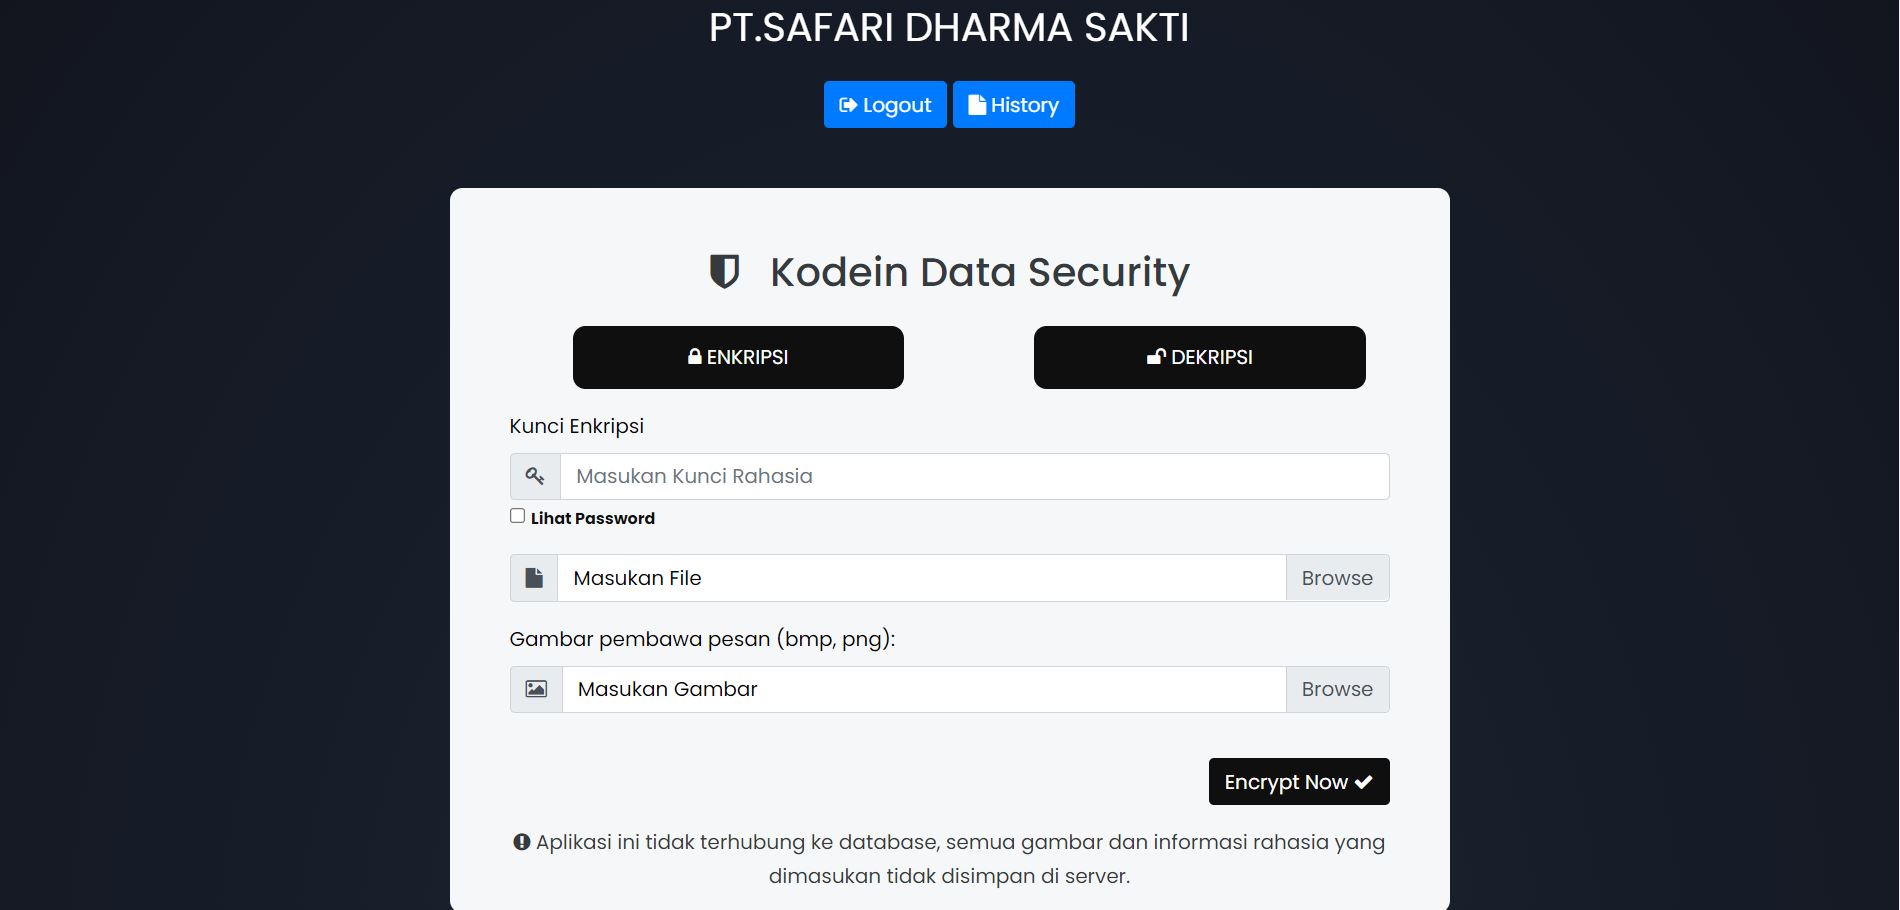 PT.SAFARI DHARMA SAKTI
Logout
History
Kodein Data Security
ENKRIPSI
DEKRIPSI
Kunci Enkripsi
Masukan Kunci Rahasia
Lihat Password
Masukan File
Browse
Gambar pembawa pesan (bmp, png):
Masukan Gambar
Browse
Encrypt Now
Aplikasi ini tidak terhubung ke database, semua gambar dan informasi rahasia yang
dimasukan tidak disimpan di server.